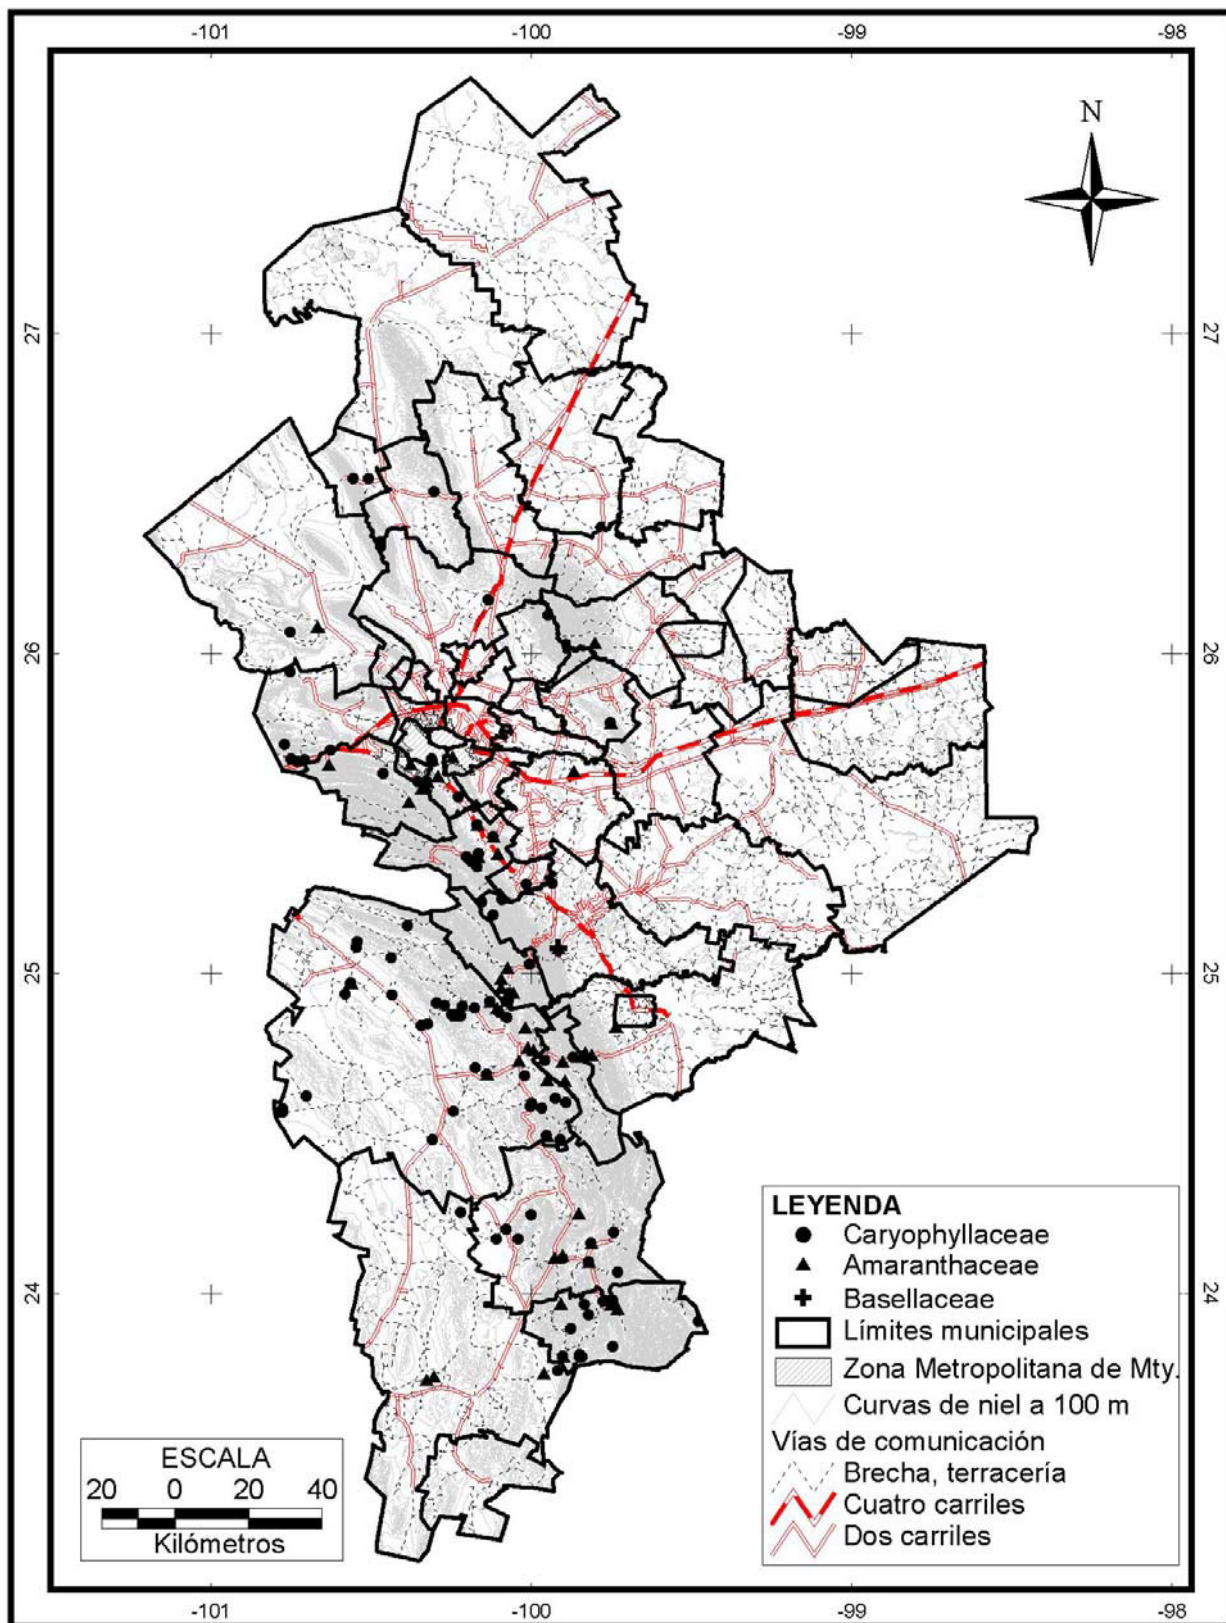 -101 -100 -99 -98
N
27 27
26 26
25 25
24 24
LEYENDA
Caryophyllaceae
Amaranthaceae
Basellaceae
Límites municipales
Zona Metropolitana de Mty.
Curvas de niel a 100 m
Vías de comunicación
Brecha, terracería
Cuatro carriles
Dos carriles
ESCALA
20 0 20 40
Kilómetros
-101 -100 -99 -98